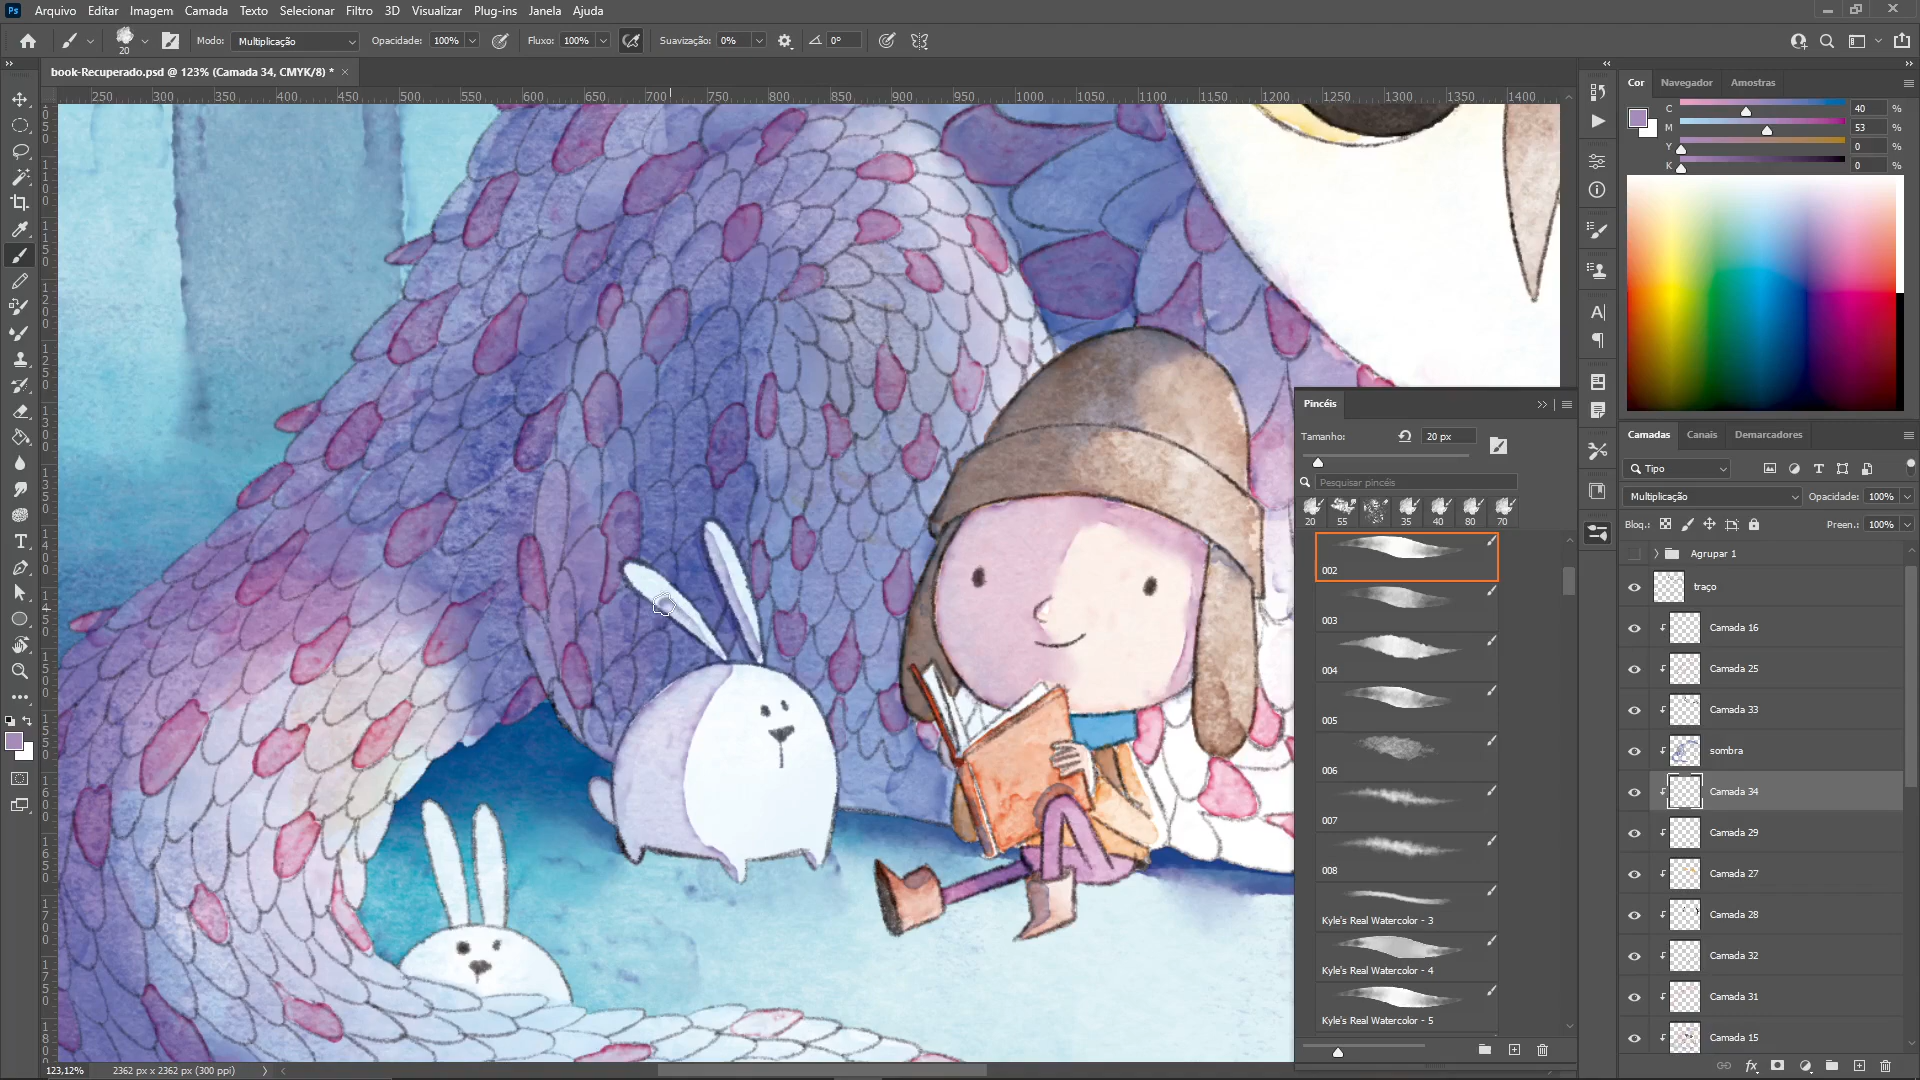 Ps Arquivo Editar Imagem Camada Texto Selecionar Filtro 3D Visualizar Plug-ins Janela Ajuda
20 Modo: Multiplicação Opacidade: 100% Fluxo: 100% Suavização: 0% 0°
book-Recuperado.psd @ 123% (Camada 34, CMYK/8) * ×
250 300 350 400 450 500 550 600 650 700 750 800 850 900 950 1000 1050 1100 1150 1200 1250 1300 1350 1400
Cor Navegador Amostras
C 40 %
M 53 %
Y 0 %
K 0 %
Pincéis
Tamanho: 20 px
Pesquisar pincéis
20 55 35 40 80 70
002
003
004
005
006
007
008
Kyle's Real Watercolor - 3
Kyle's Real Watercolor - 4
Kyle's Real Watercolor - 5
Camadas Canais Demarcadores
Tipo
Multiplicação Opacidade: 100%
Bloq.: Preen.: 100%
Agrupar 1
traço
Camada 16
Camada 25
Camada 33
sombra
Camada 34
Camada 29
Camada 27
Camada 28
Camada 32
Camada 31
Camada 15
123,12% 2362 px x 2362 px (300 ppi)